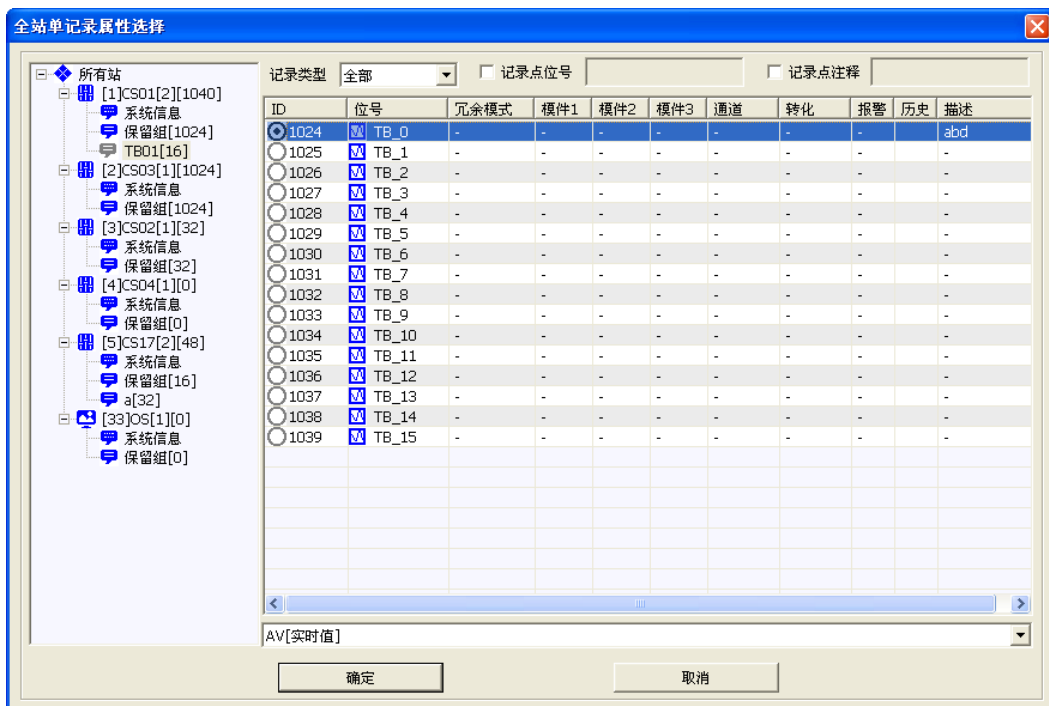 全站单记录属性选择
所有站
[1]CS01[2][1040]
系统信息
保留组[1024]
TB01[16]
[2]CS03[1][1024]
系统信息
保留组[1024]
[3]CS02[1][32]
系统信息
保留组[32]
[4]CS04[1][0]
系统信息
保留组[0]
[5]CS17[2][48]
系统信息
保留组[16]
a[32]
[33]OS[1][0]
系统信息
保留组[0]
记录类型 全部 记录点位号 记录点注释
ID 位号 冗余模式 模件1 模件2 模件3 通道 转化 报警 历史 描述
1024 TB_0 - - - - - - abd
1025 TB_1 - - - - - - -
1026 TB_2 - - - - - - -
1027 TB_3 - - - - - - -
1028 TB_4 - - - - - - -
1029 TB_5 - - - - - - -
1030 TB_6 - - - - - - -
1031 TB_7 - - - - - - -
1032 TB_8 - - - - - - -
1033 TB_9 - - - - - - -
1034 TB_10 - - - - - - -
1035 TB_11 - - - - - - -
1036 TB_12 - - - - - - -
1037 TB_13 - - - - - - -
1038 TB_14 - - - - - - -
1039 TB_15 - - - - - - -
AV[实时值]
确定 取消